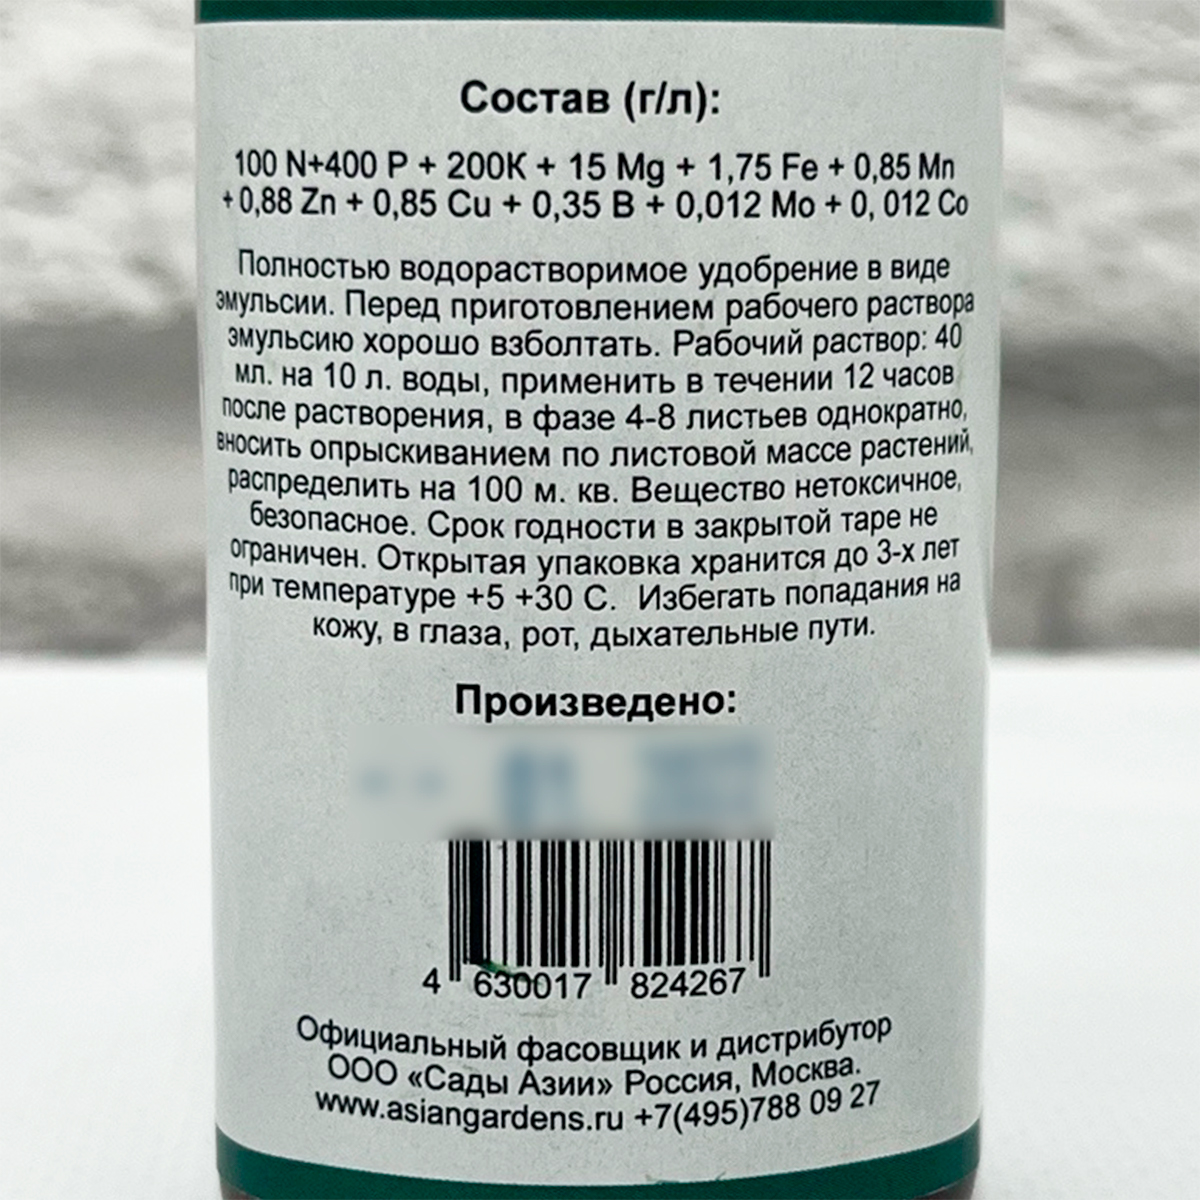 Состав (г/л):
100 N+400 P + 200K + 15 Mg + 1,75 Fe + 0,85 Mn
+ 0,88 Zn + 0,85 Cu + 0,35 B + 0,012 Mo + 0, 012 Co
Полностью водорастворимое удобрение в виде
эмульсии. Перед приготовлением рабочего раствора
эмульсию хорошо взболтать. Рабочий раствор: 40
мл. на 10 л. воды, применить в течении 12 часов
после растворения, в фазе 4-8 листьев однократно,
вносить опрыскиванием по листовой массе растений,
распределить на 100 м. кв. Вещество нетоксичное,
безопасное. Срок годности в закрытой таре не
ограничен. Открытая упаковка хранится до 3-х лет
при температуре +5 +30 С. Избегать попадания на
кожу, в глаза, рот, дыхательные пути.
Произведено:
4 630017 824267
Официальный фасовщик и дистрибутор
ООО «Сады Азии» Россия, Москва.
www.asiangardens.ru +7(495)788 09 27